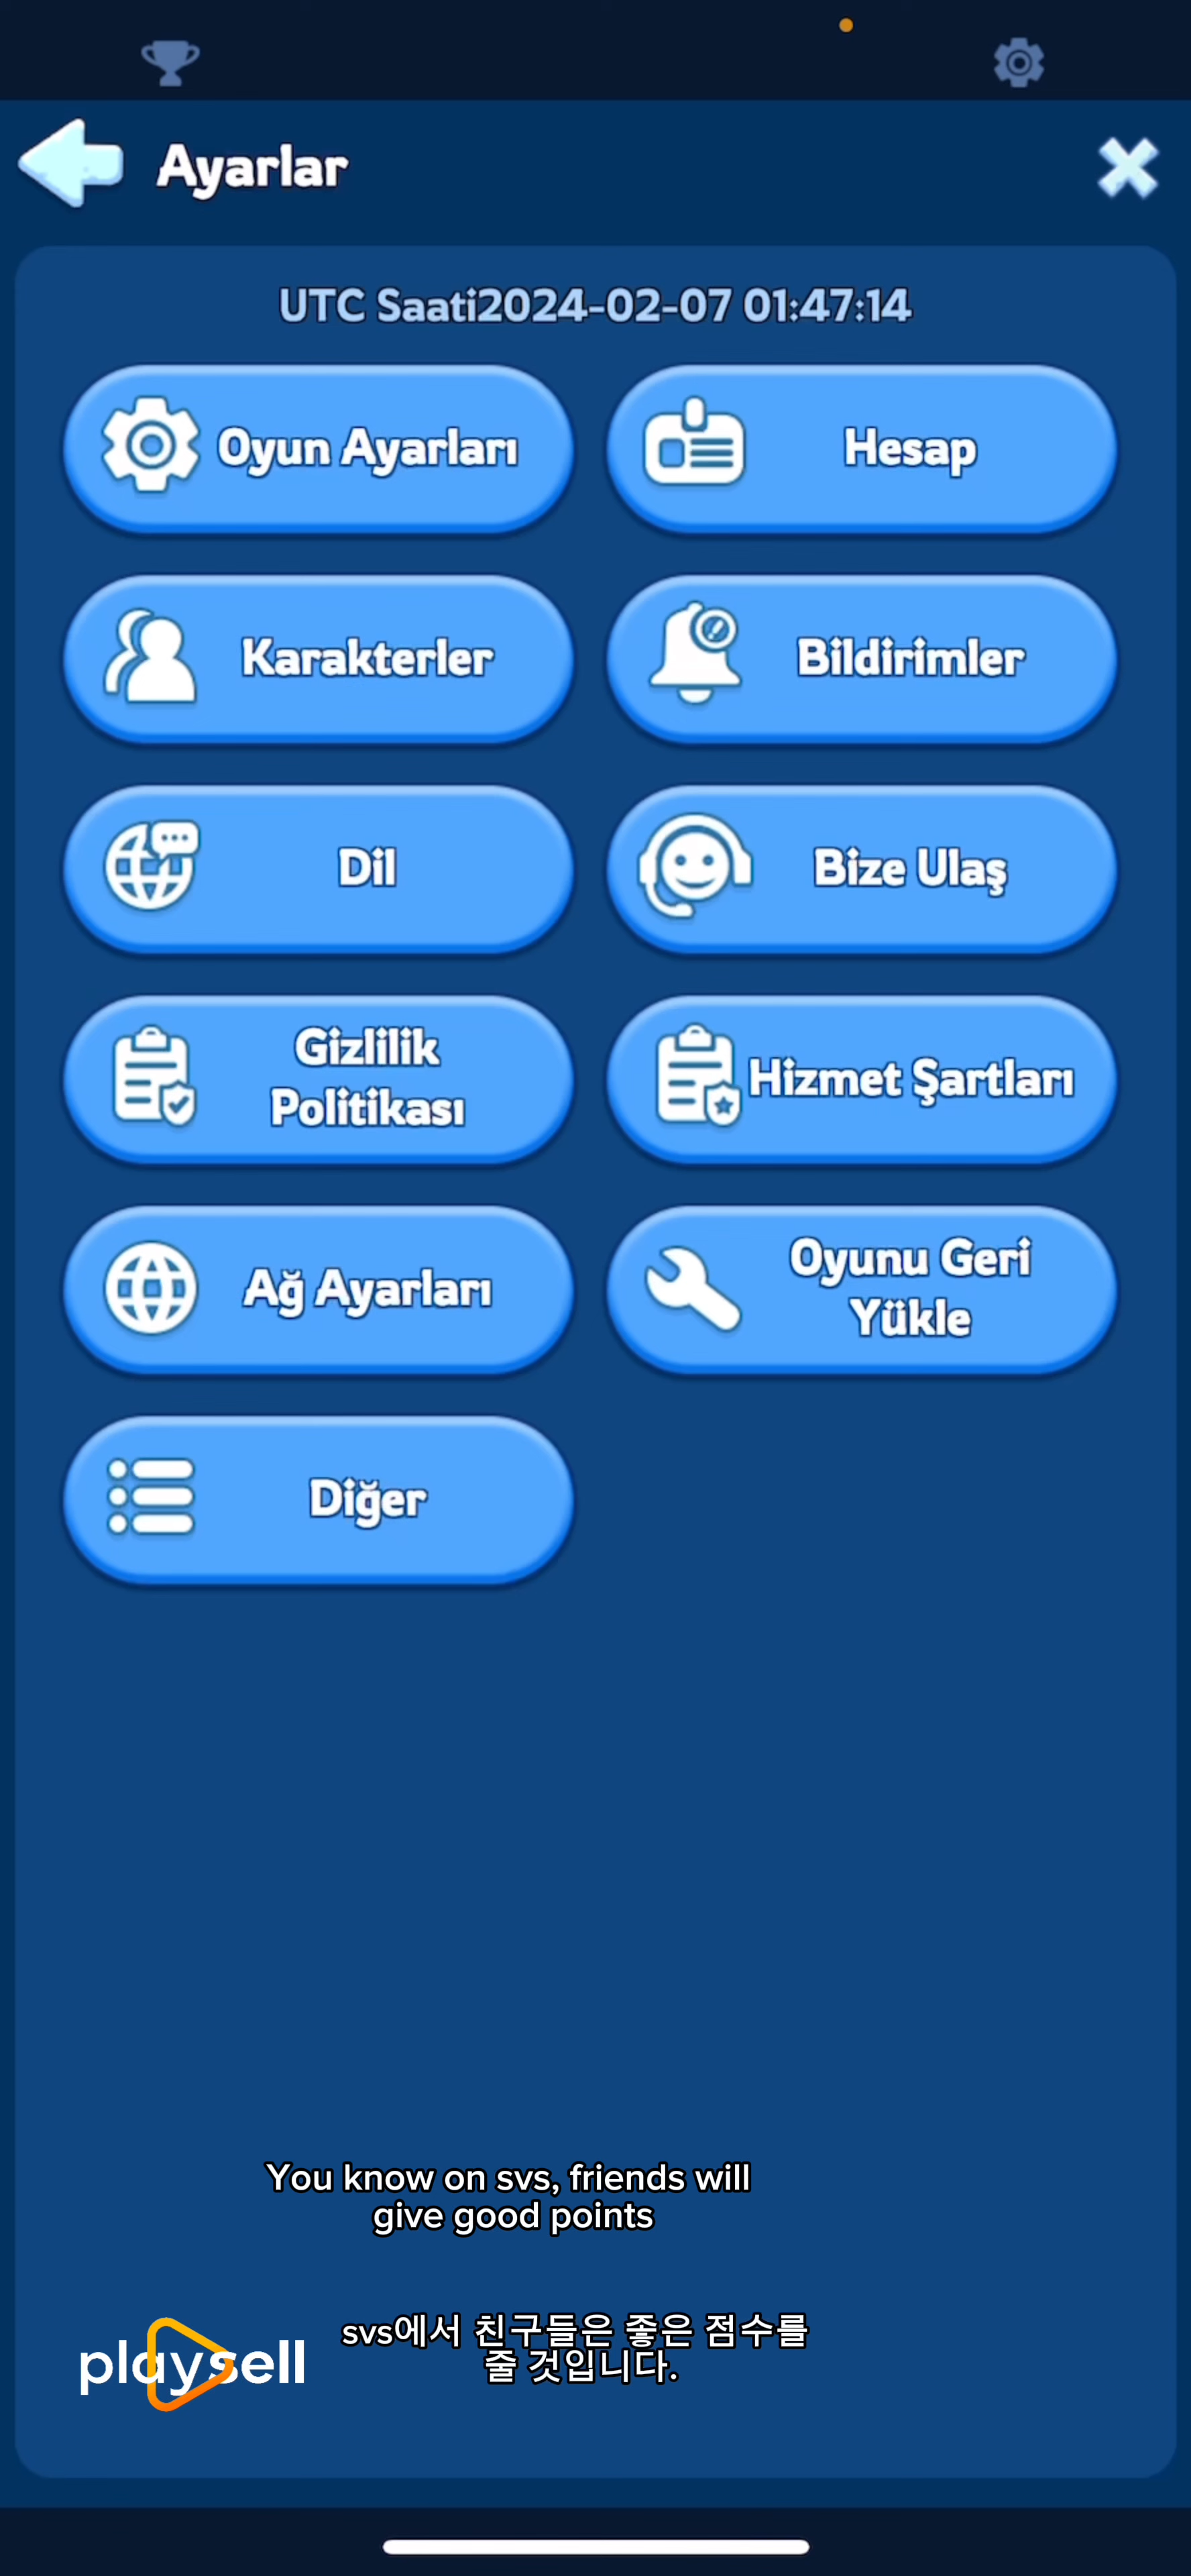 Ayarlar
UTC Saati2024-02-07 01:47:14
Oyun Ayarları
Hesap
Karakterler
Bildirimler
Dil
Bize Ulaş
Gizlilik
Politikası
Hizmet Şartları
Ağ Ayarları
Oyunu Geri
Yükle
Diğer
You know on svs, friends will
give good points
svs에서 친구들은 좋은 점수를
줄 것입니다.
playsell